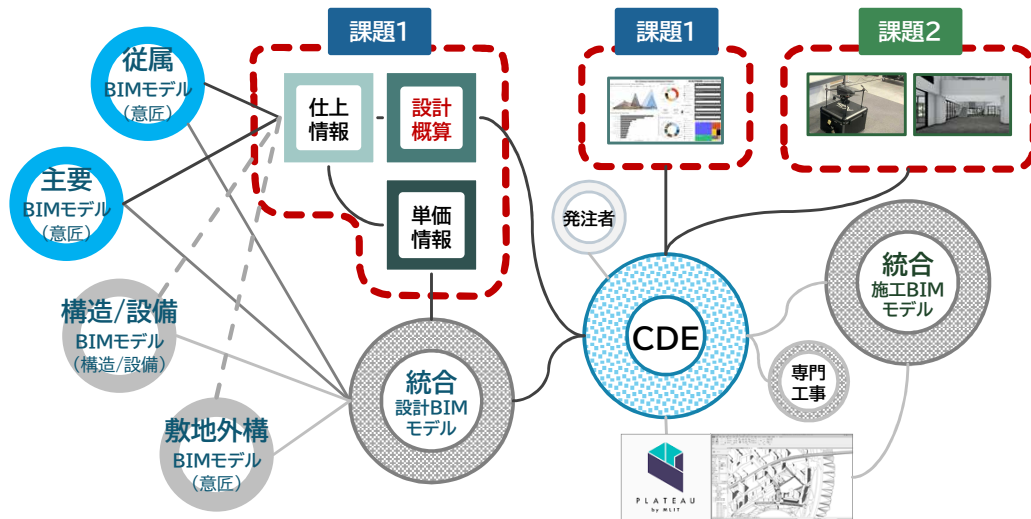 課題1
課題1
課題2
従属
BIMモデル
(意匠)
仕上
情報
設計
概算
単価
情報
主要
BIMモデル
(意匠)
発注者
構造/設備
BIMモデル
(構造/設備)
統合
設計BIM
モデル
CDE
統合
施工BIM
モデル
専門
工事
敷地外構
BIMモデル
(意匠)
PLATEAU
by MLIT